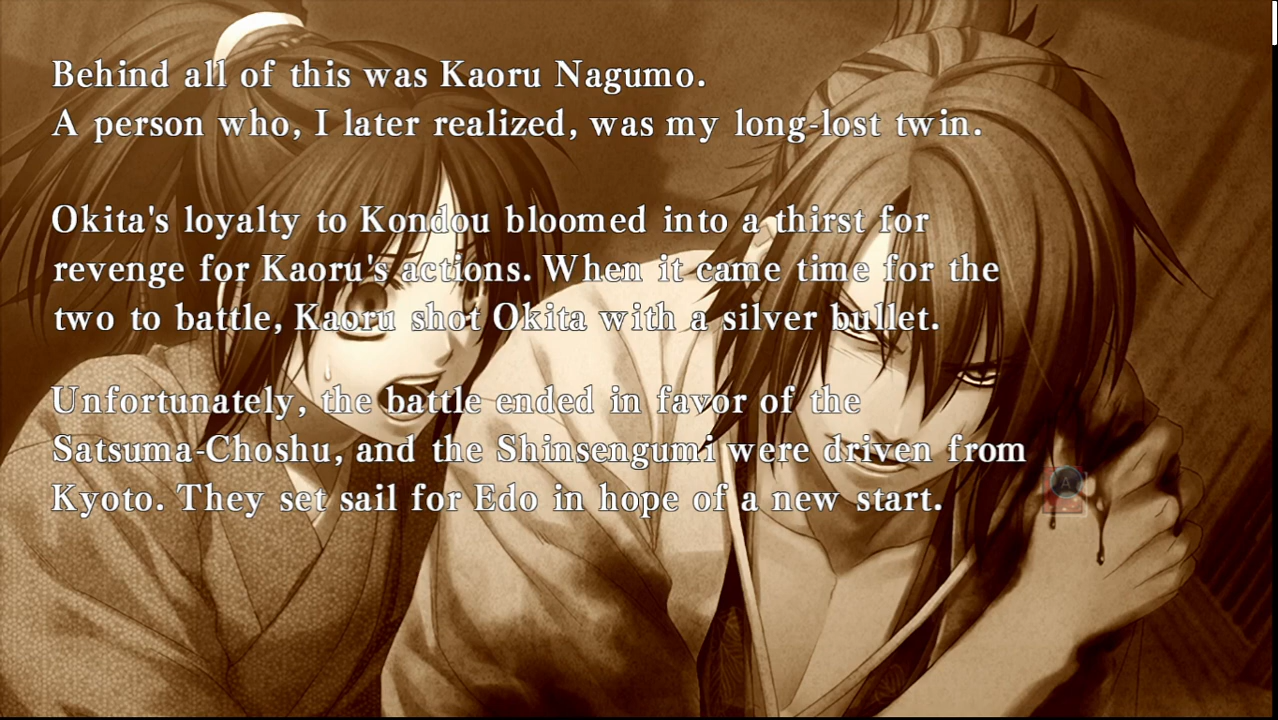 Behind all of this was Kaoru Nagumo.
A person who, I later realized, was my long-lost twin.
Okita's loyalty to Kondou bloomed into a thirst for
revenge for Kaoru's actions. When it came time for the
two to battle, Kaoru shot Okita with a silver bullet.
Unfortunately, the battle ended in favor of the
Satsuma-Choshu, and the Shinsengumi were driven from
Kyoto. They set sail for Edo in hope of a new start.
A